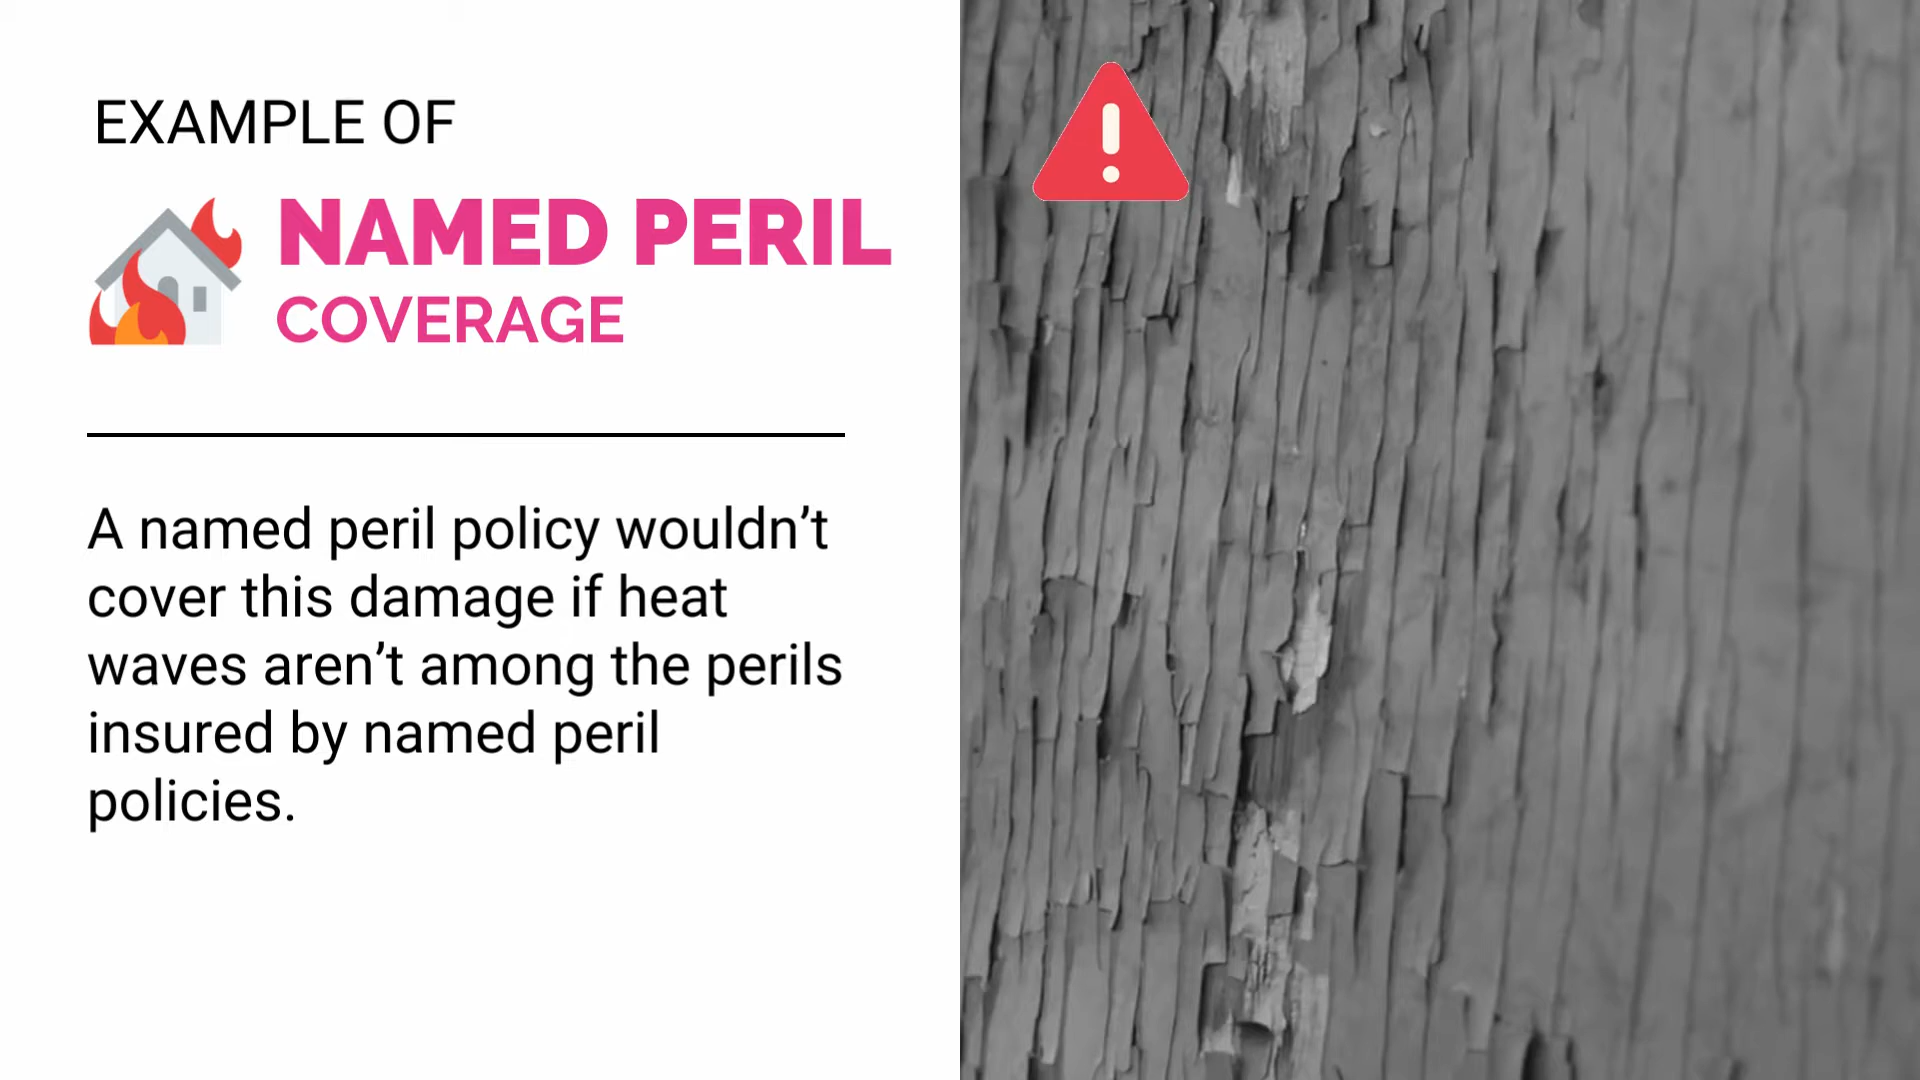 EXAMPLE OF
NAMED PERIL
COVERAGE
A named peril policy wouldn’t
cover this damage if heat
waves aren’t among the perils
insured by named peril
policies.